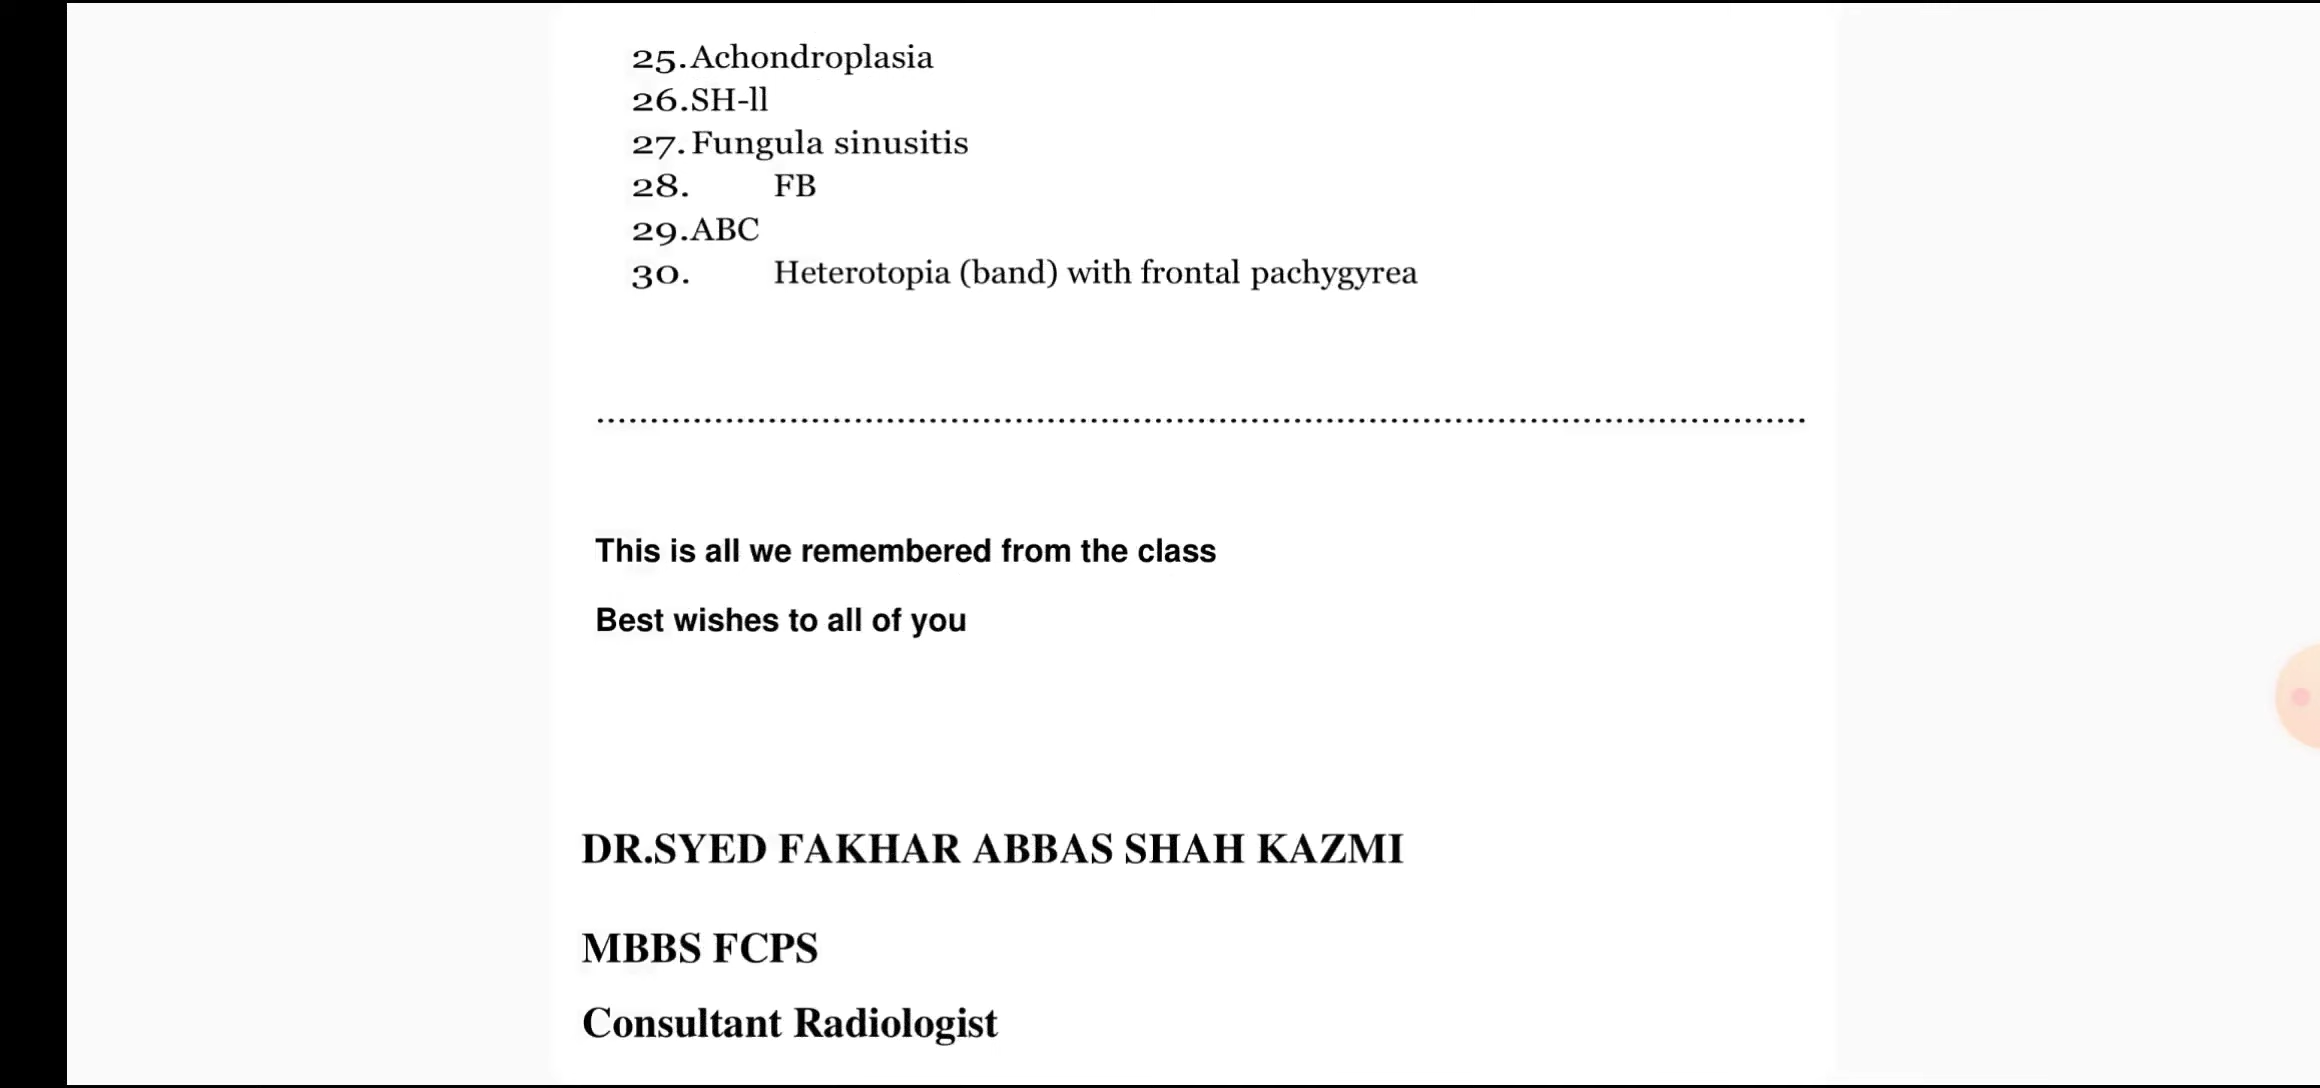 25.Achondroplasia
26.SH-ll
27.Fungula sinusitis
28. FB
29.ABC
30. Heterotopia (band) with frontal pachygyrea
................................................................................................................
This is all we remembered from the class
Best wishes to all of you
DR.SYED FAKHAR ABBAS SHAH KAZMI
MBBS FCPS
Consultant Radiologist